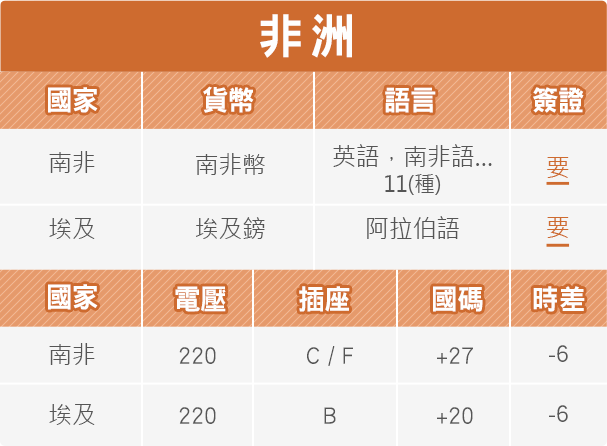 非洲
國家 貨幣 語言 簽證
南非 南非幣 英語，南非語...
11(種) 要
埃及 埃及鎊 阿拉伯語 要
國家 電壓 插座 國碼 時差
南非 220 C / F +27 -6
埃及 220 B +20 -6